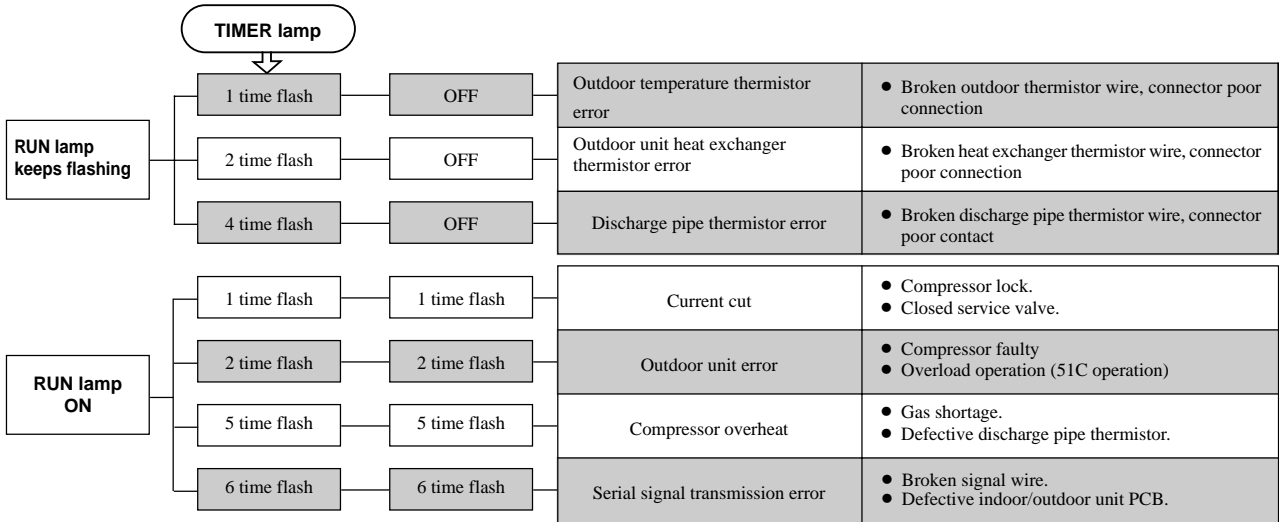 TIMER lamp
RUN lamp
keeps flashing
1 time flash
OFF
Outdoor temperature thermistor
error
● Broken outdoor thermistor wire, connector poor
connection
2 time flash
OFF
Outdoor unit heat exchanger
thermistor error
● Broken heat exchanger thermistor wire, connector
poor connection
4 time flash
OFF
Discharge pipe thermistor error
● Broken discharge pipe thermistor wire, connector
poor contact
RUN lamp
ON
1 time flash
1 time flash
Current cut
● Compressor lock.
● Closed service valve.
2 time flash
2 time flash
Outdoor unit error
● Compressor faulty
● Overload operation (51C operation)
5 time flash
5 time flash
Compressor overheat
● Gas shortage.
● Defective discharge pipe thermistor.
6 time flash
6 time flash
Serial signal transmission error
● Broken signal wire.
● Defective indoor/outdoor unit PCB.